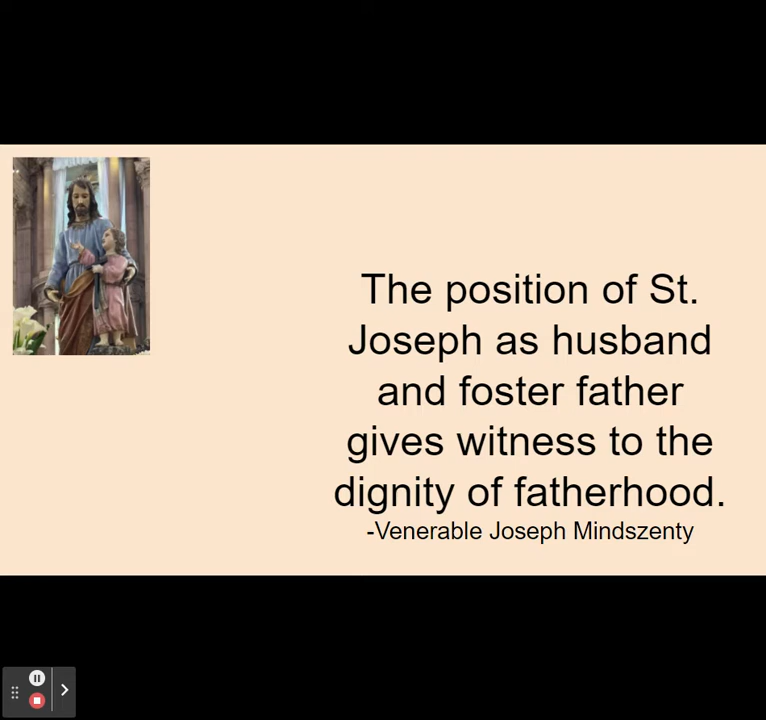 The position of St.
Joseph as husband
and foster father
gives witness to the
dignity of fatherhood.
-Venerable Joseph Mindszenty